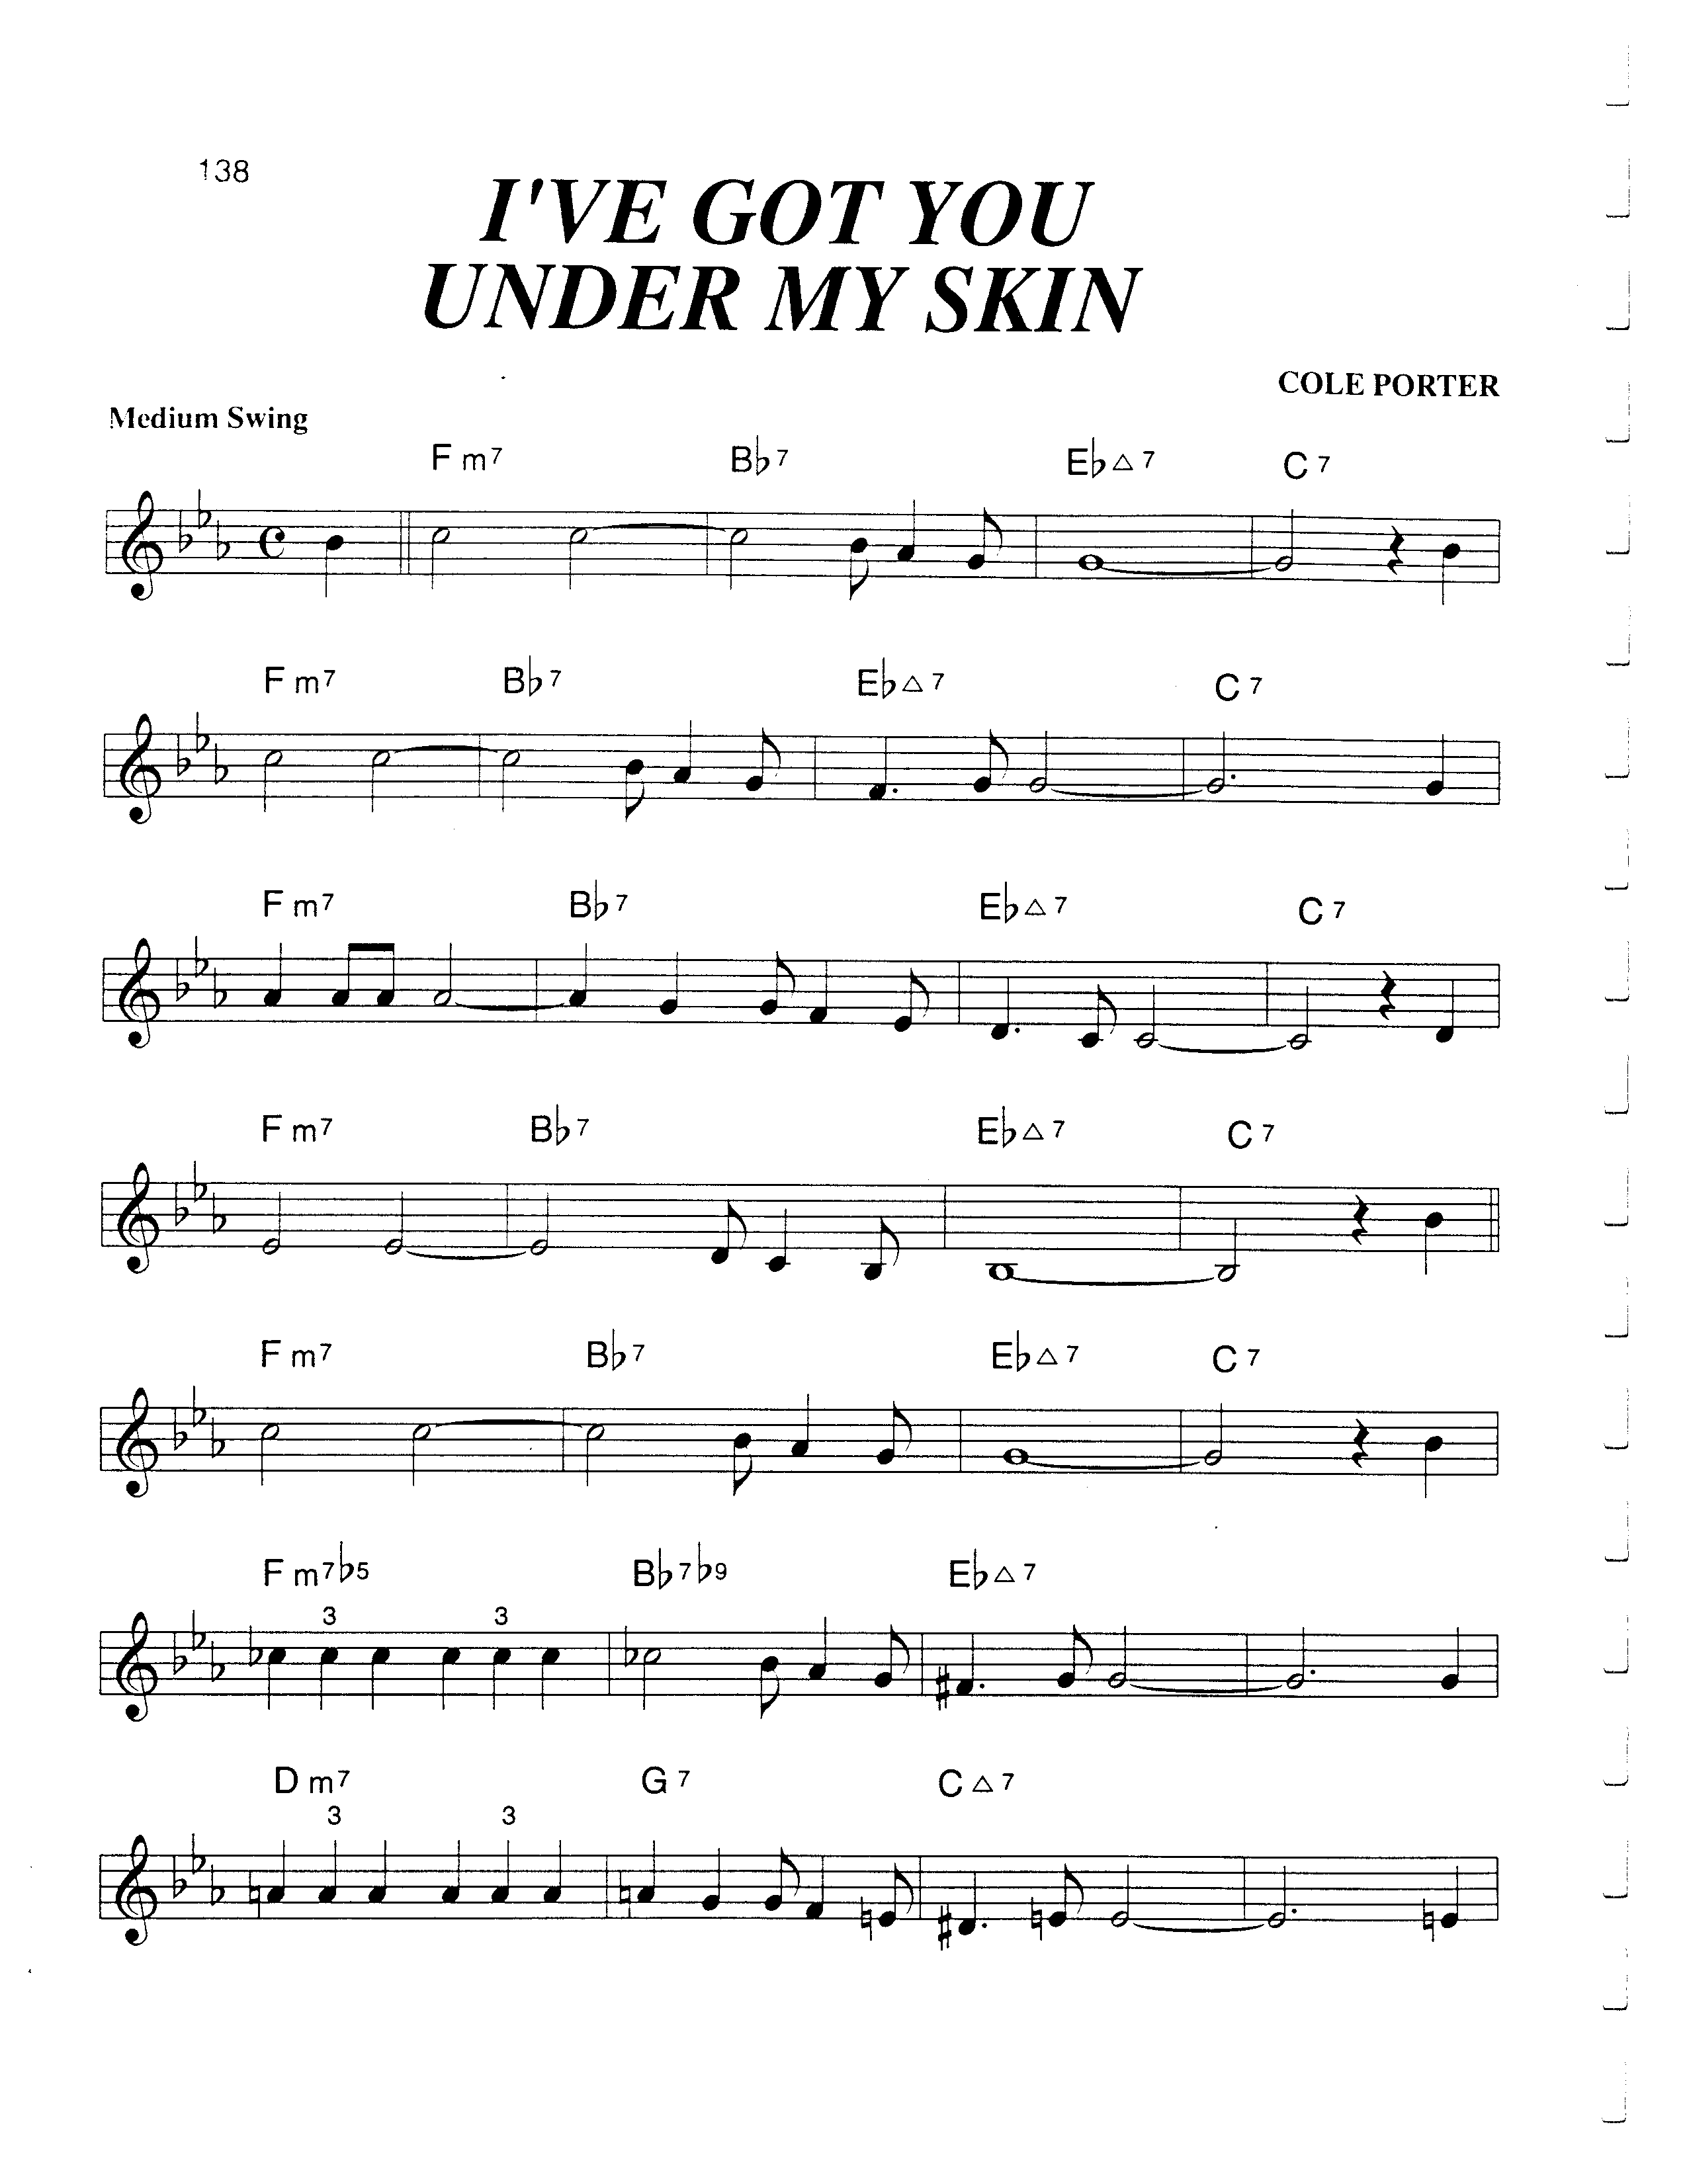 138
I'VE GOT YOU
UNDER MY SKIN
COLE PORTER
Medium Swing
F m7 B♭7 E♭△7 C7
F m7 B♭7 E♭△7 C7
F m7 B♭7 E♭△7 C7
F m7 B♭7 E♭△7 C7
F m7 B♭7 E♭△7 C7
F m7♭5 B♭7♭9 E♭△7
3 3
D m7 G7 C△7
3 3